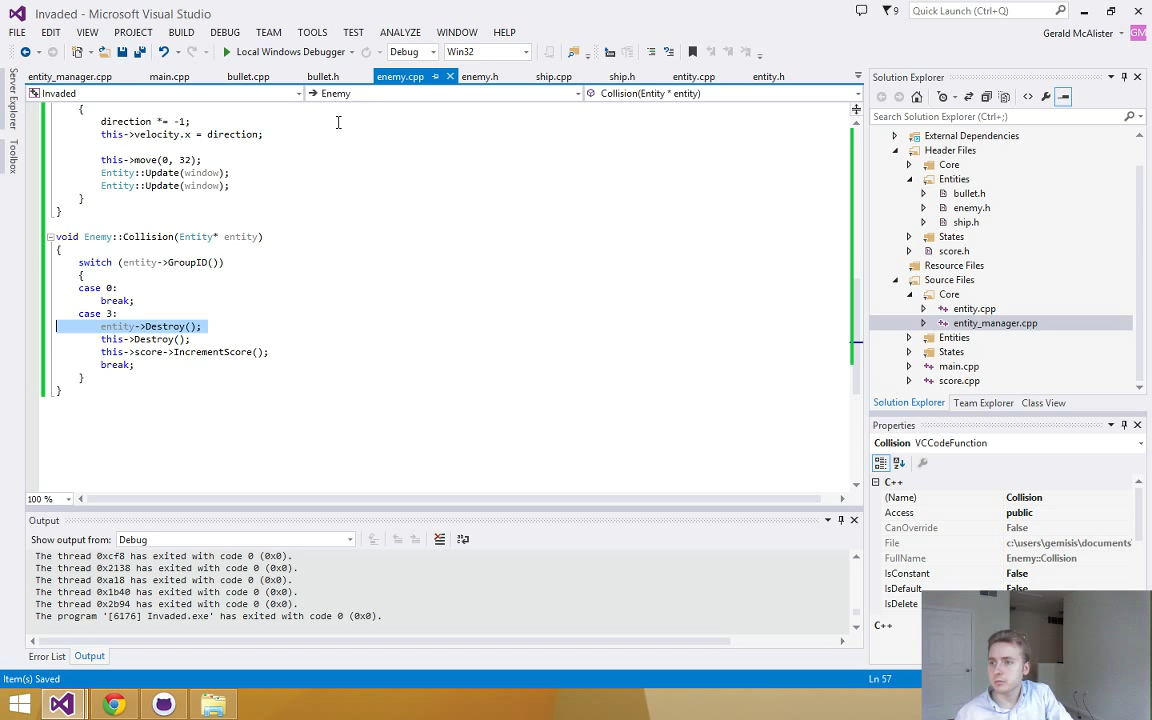 Invaded - Microsoft Visual Studio
9
Quick Launch (Ctrl+;)
FILE EDIT VIEW PROJECT BUILD DEBUG TEAM TOOLS TEST ANALYZE WINDOW HELP
Gerald McAlister GM
Local Windows Debugger Debug Win32
Server Explorer
Toolbox
entity_manager.cpp main.cpp bullet.cpp bullet.h enemy.cpp enemy.h ship.cpp ship.h entity.cpp entity.h
Invaded Enemy Collision(Entity * entity)
{
direction *= -1;
this->velocity.x = direction;
this->move(0, 32);
Entity::Update(window);
Entity::Update(window);
}
}
void Enemy::Collision(Entity* entity)
{
switch (entity->GroupID())
{
case 0:
break;
case 3:
entity->Destroy();
this->Destroy();
this->score->IncrementScore();
break;
}
}
100 %
Output
Show output from: Debug
The thread 0xcf8 has exited with code 0 (0x0).
The thread 0x2138 has exited with code 0 (0x0).
The thread 0xa18 has exited with code 0 (0x0).
The thread 0x1b40 has exited with code 0 (0x0).
The thread 0x2b94 has exited with code 0 (0x0).
The program '[6176] Invaded.exe' has exited with code 0 (0x0).
Error List Output
Item(s) Saved
Ln 57
Solution Explorer
Search Solution Explorer (Ctrl+;)
External Dependencies
Header Files
Core
Entities
bullet.h
enemy.h
ship.h
States
score.h
Resource Files
Source Files
Core
entity.cpp
entity_manager.cpp
Entities
States
main.cpp
score.cpp
Solution Explorer Team Explorer Class View
Properties
Collision VCCodeFunction
C++
(Name) Collision
Access public
CanOverride False
File c:\users\gemisis\documents'
FullName Enemy::Collision
IsConstant False
IsDefault False
IsDelete
C++